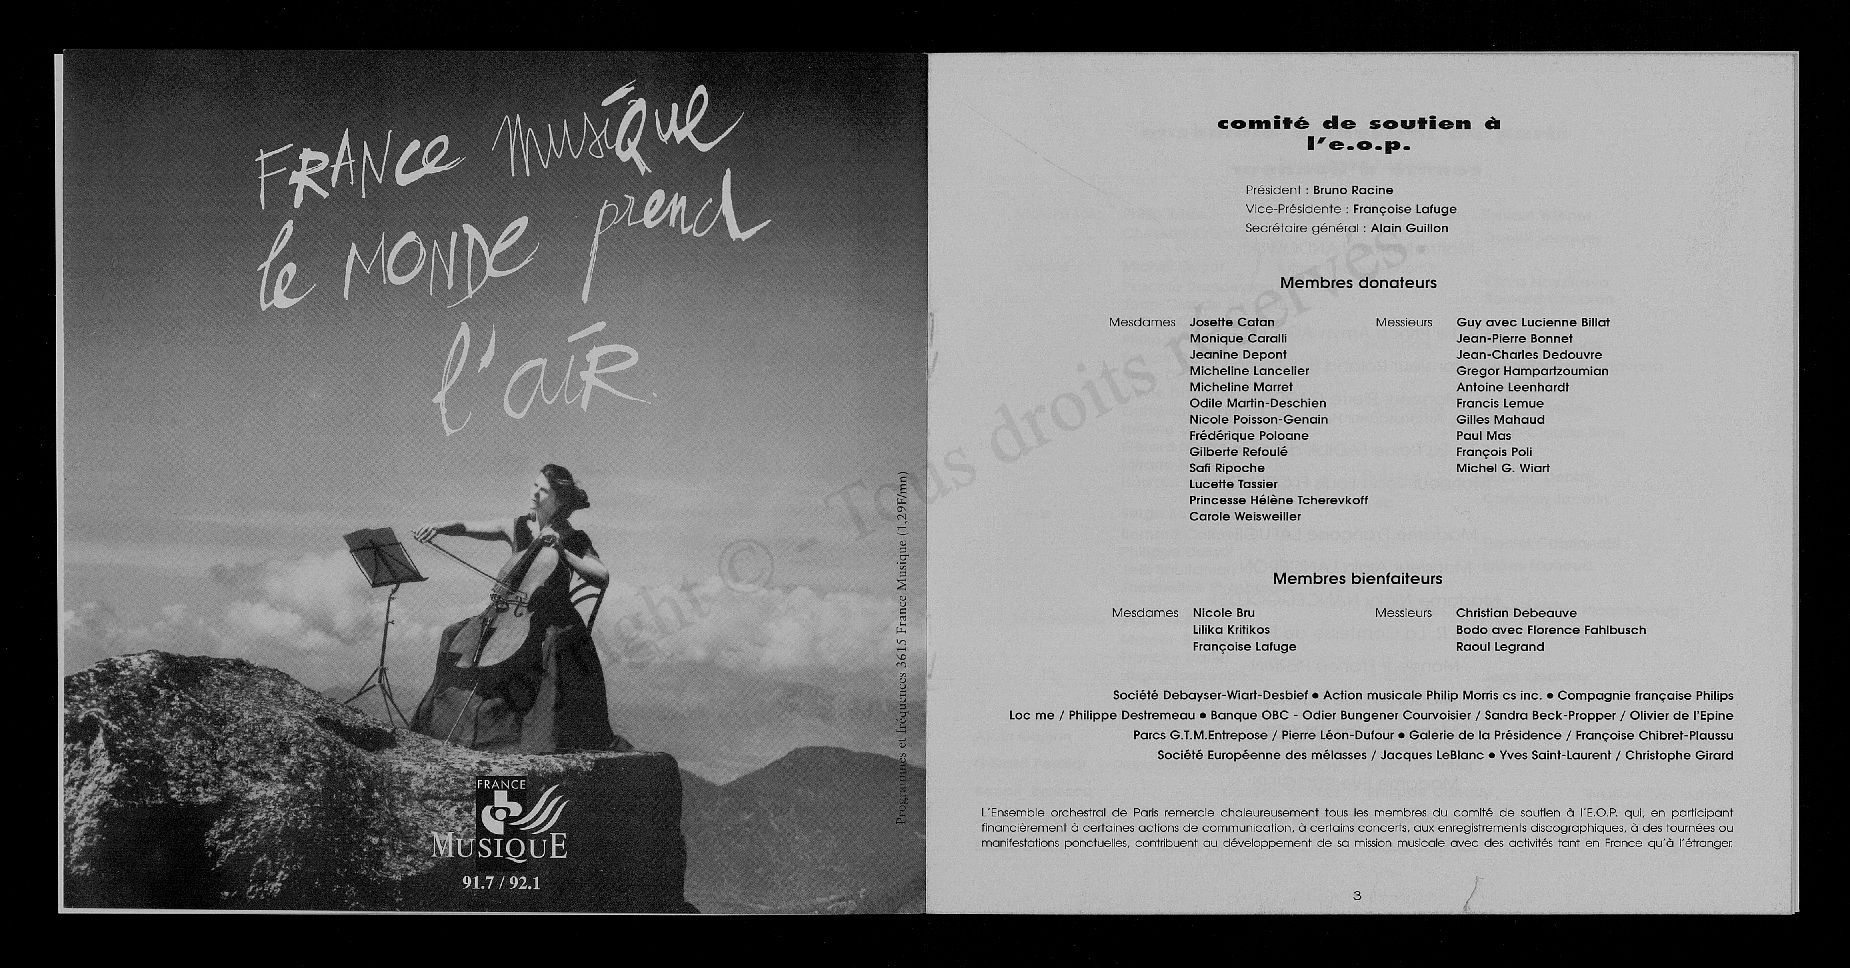 FRANCE musique
le MONDE prend
l'aiR.
Programmes et fréquences 3615 France Musique (1,29F/mn)
FRANCE
MUSIQUE
91.7 / 92.1
comité de soutien à
l'e.o.p.
Président : Bruno Racine
Vice-Présidente : Françoise Lafuge
Secrétaire général : Alain Guillon
Membres donateurs
Mesdames Josette Catan
Monique Caralli
Jeanine Depont
Micheline Lancelier
Micheline Marret
Odile Martin-Deschien
Nicole Poisson-Genain
Frédérique Poloane
Gilberte Refoulé
Safi Ripoche
Lucette Tassier
Princesse Hélène Tcherevkoff
Carole Weisweiller
Messieurs Guy avec Lucienne Billat
Jean-Pierre Bonnet
Jean-Charles Dedouvre
Gregor Hampartzoumian
Antoine Leenhardt
Francis Lemue
Gilles Mahaud
Paul Mas
François Poli
Michel G. Wiart
Membres bienfaiteurs
Mesdames Nicole Bru
Lilika Kritikos
Françoise Lafuge
Messieurs Christian Debeauve
Bodo avec Florence Fahlbusch
Raoul Legrand
Société Debayser-Wiart-Desbief • Action musicale Philip Morris cs inc. • Compagnie française Philips
Loc me / Philippe Destremeau • Banque OBC - Odier Bungener Courvoisier / Sandra Beck-Propper / Olivier de l'Epine
Parcs G.T.M.Entrepose / Pierre Léon-Dufour • Galerie de la Présidence / Françoise Chibret-Plaussu
Société Européenne des mélasses / Jacques LeBlanc • Yves Saint-Laurent / Christophe Girard
L'Ensemble orchestral de Paris remercie chaleureusement tous les membres du comité de soutien à l'E.O.P. qui, en participant
financièrement à certaines actions de communication, à certains concerts, aux enregistrements discographiques, à des tournées ou
manifestations ponctuelles, contribuent au développement de sa mission musicale avec des activités tant en France qu'à l'étranger.
3
Copyright © - Tous droits réservés.